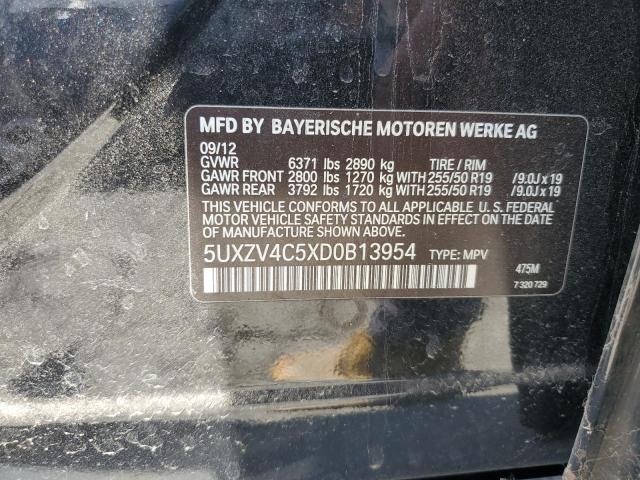 MFD BY BAYERISCHE MOTOREN WERKE AG
09/12
GVWR 6371 lbs 2890 kg TIRE / RIM
GAWR FRONT 2800 lbs 1270 kg WITH 255/50 R19 /9.0J x 19
GAWR REAR 3792 lbs 1720 kg WITH 255/50 R19 /9.0J x 19
THIS VEHICLE CONFORMS TO ALL APPLICABLE U. S. FEDERAL
MOTOR VEHICLE SAFETY STANDARDS IN EFFECT ON THE DATE
OF MANUFACTURE SHOWN ABOVE.
5UXZV4C5XD0B13954 TYPE: MPV
475M
7 320 729